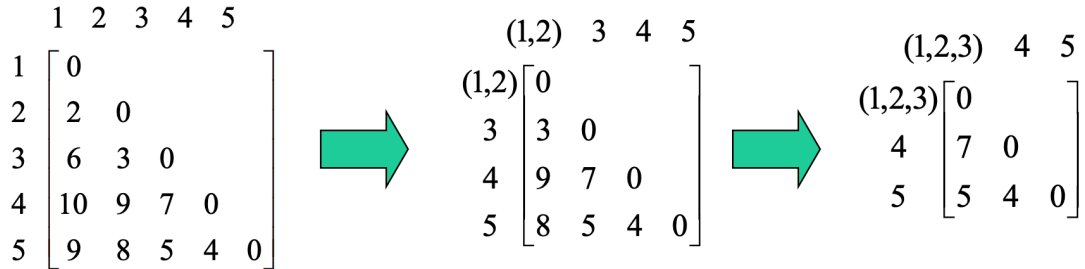 1 2 3 4 5
1 0
2 2 0
3 6 3 0
4 10 9 7 0
5 9 8 5 4 0
(1,2) 3 4 5
(1,2) 0
3 3 0
4 9 7 0
5 8 5 4 0
(1,2,3) 4 5
(1,2,3) 0
4 7 0
5 5 4 0